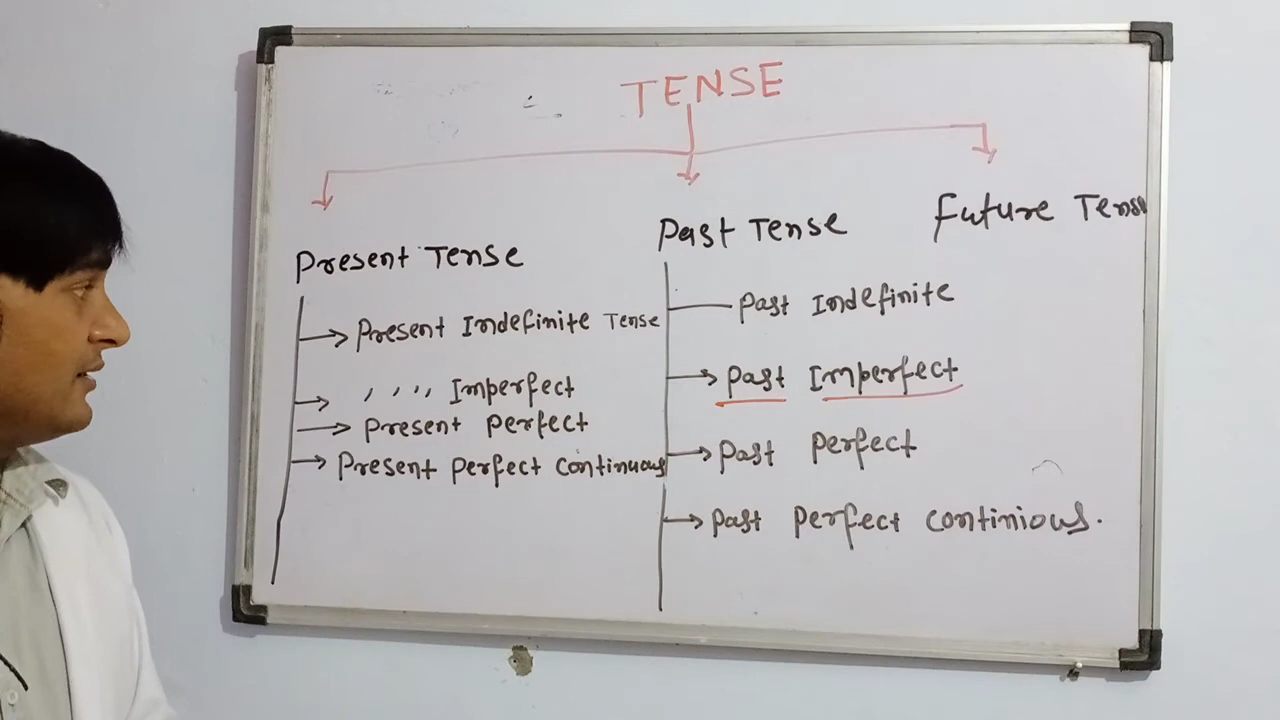 TENSE
Present Tense
Past Tense
Future Tense
Present Indefinite Tense
,,,, Imperfect
Present Perfect
Present Perfect Continuous
Past Indefinite
Past Imperfect
Past Perfect
Past Perfect Continious.